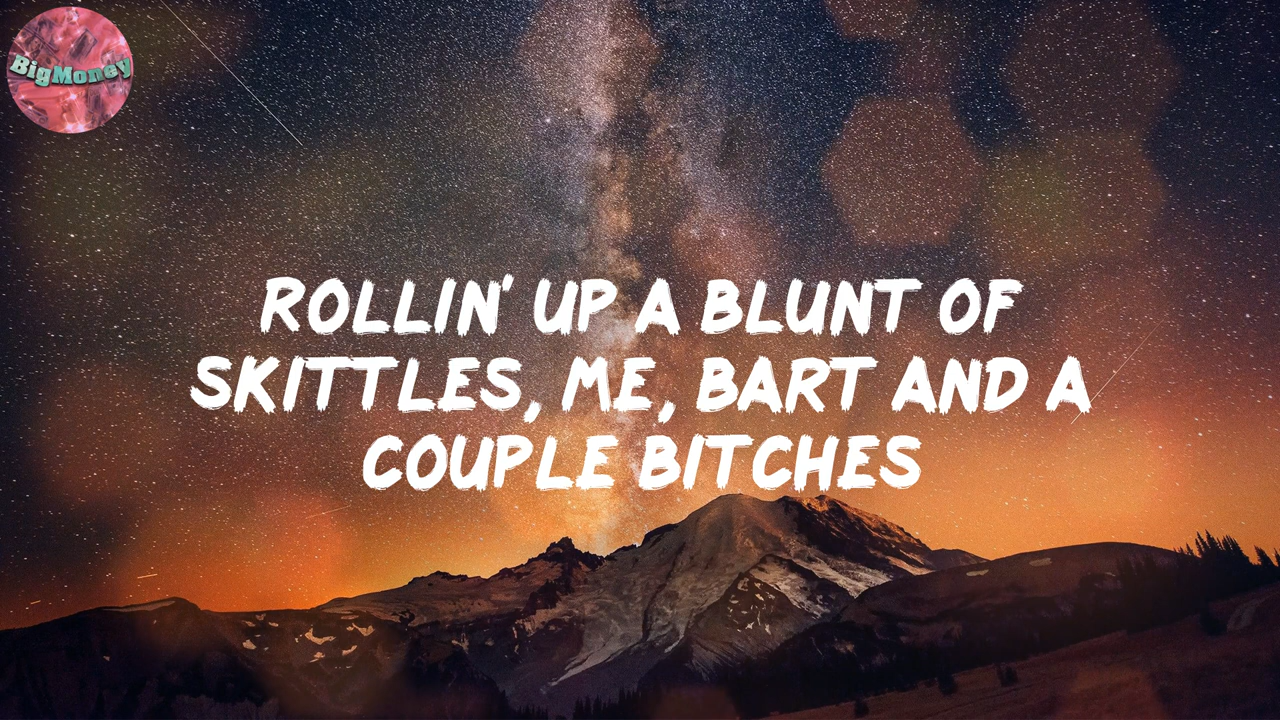 BigMoney
ROLLIN' UP A BLUNT OF
SKITTLES, ME, BART AND A
COUPLE BITCHES